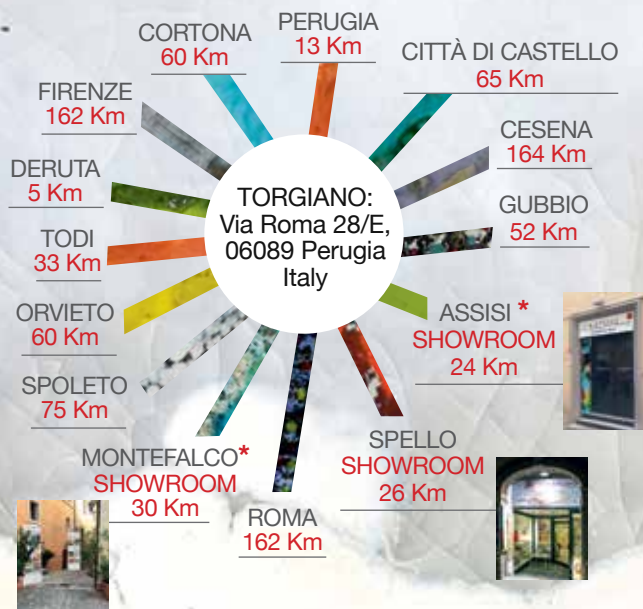 PERUGIA
13 Km
CORTONA
60 Km
CITTÀ DI CASTELLO
65 Km
FIRENZE
162 Km
CESENA
164 Km
DERUTA
5 Km
GUBBIO
52 Km
TORGIANO:
Via Roma 28/E,
06089 Perugia
Italy
TODI
33 Km
ORVIETO
60 Km
ASSISI *
SHOWROOM
24 Km
SPOLETO
75 Km
SPELLO
SHOWROOM
26 Km
MONTEFALCO*
SHOWROOM
30 Km
ROMA
162 Km